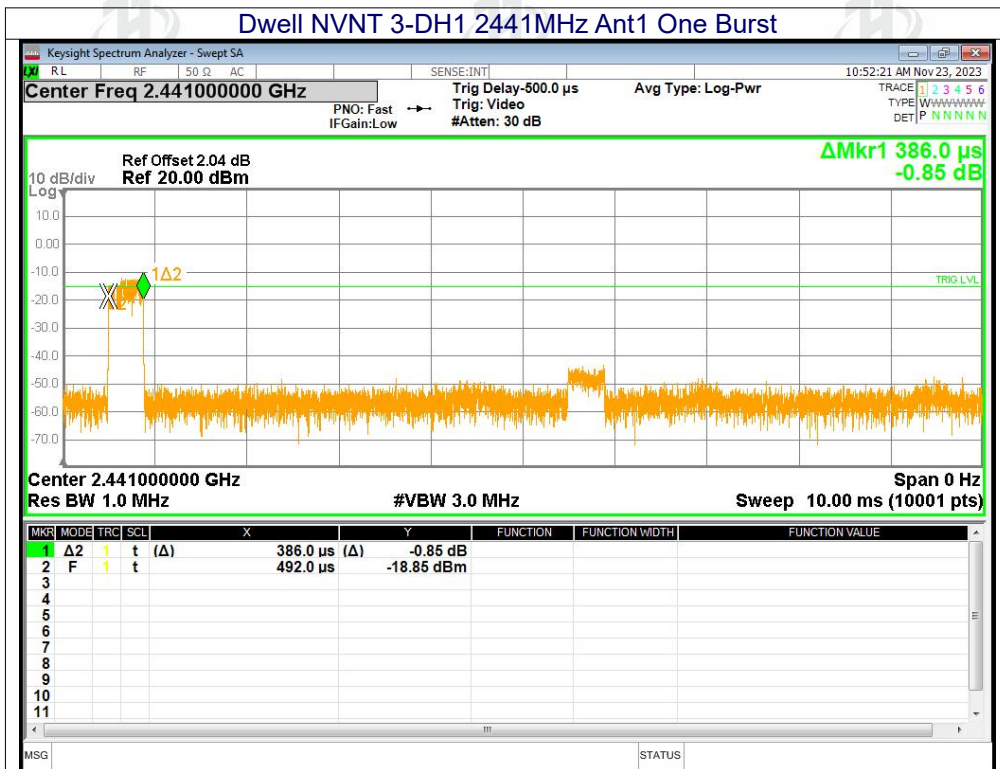 Dwell NVNT 3-DH1 2441MHz Ant1 One Burst
Keysight Spectrum Analyzer - Swept SA
LXI RL RF 50 Ω AC SENSE:INT 10:52:21 AM Nov 23, 2023
Center Freq 2.441000000 GHz
PNO: Fast
IFGain:Low
Trig Delay-500.0 µs
Trig: Video
#Atten: 30 dB
Avg Type: Log-Pwr
TRACE 1 2 3 4 5 6
TYPE WWWWWW
DET P N N N N N
ΔMkr1 386.0 µs
-0.85 dB
Ref Offset 2.04 dB
10 dB/div Ref 20.00 dBm
Log
10.0
0.00
-10.0
1Δ2
TRIG LVL
-20.0
-30.0
-40.0
-50.0
-60.0
-70.0
Center 2.441000000 GHz Span 0 Hz
Res BW 1.0 MHz #VBW 3.0 MHz Sweep 10.00 ms (10001 pts)
MKR MODE TRC SCL X Y FUNCTION FUNCTION WIDTH FUNCTION VALUE
1 Δ2 1 t (Δ) 386.0 µs (Δ) -0.85 dB
2 F 1 t 492.0 µs -18.85 dBm
3
4
5
6
7
8
9
10
11
MSG STATUS